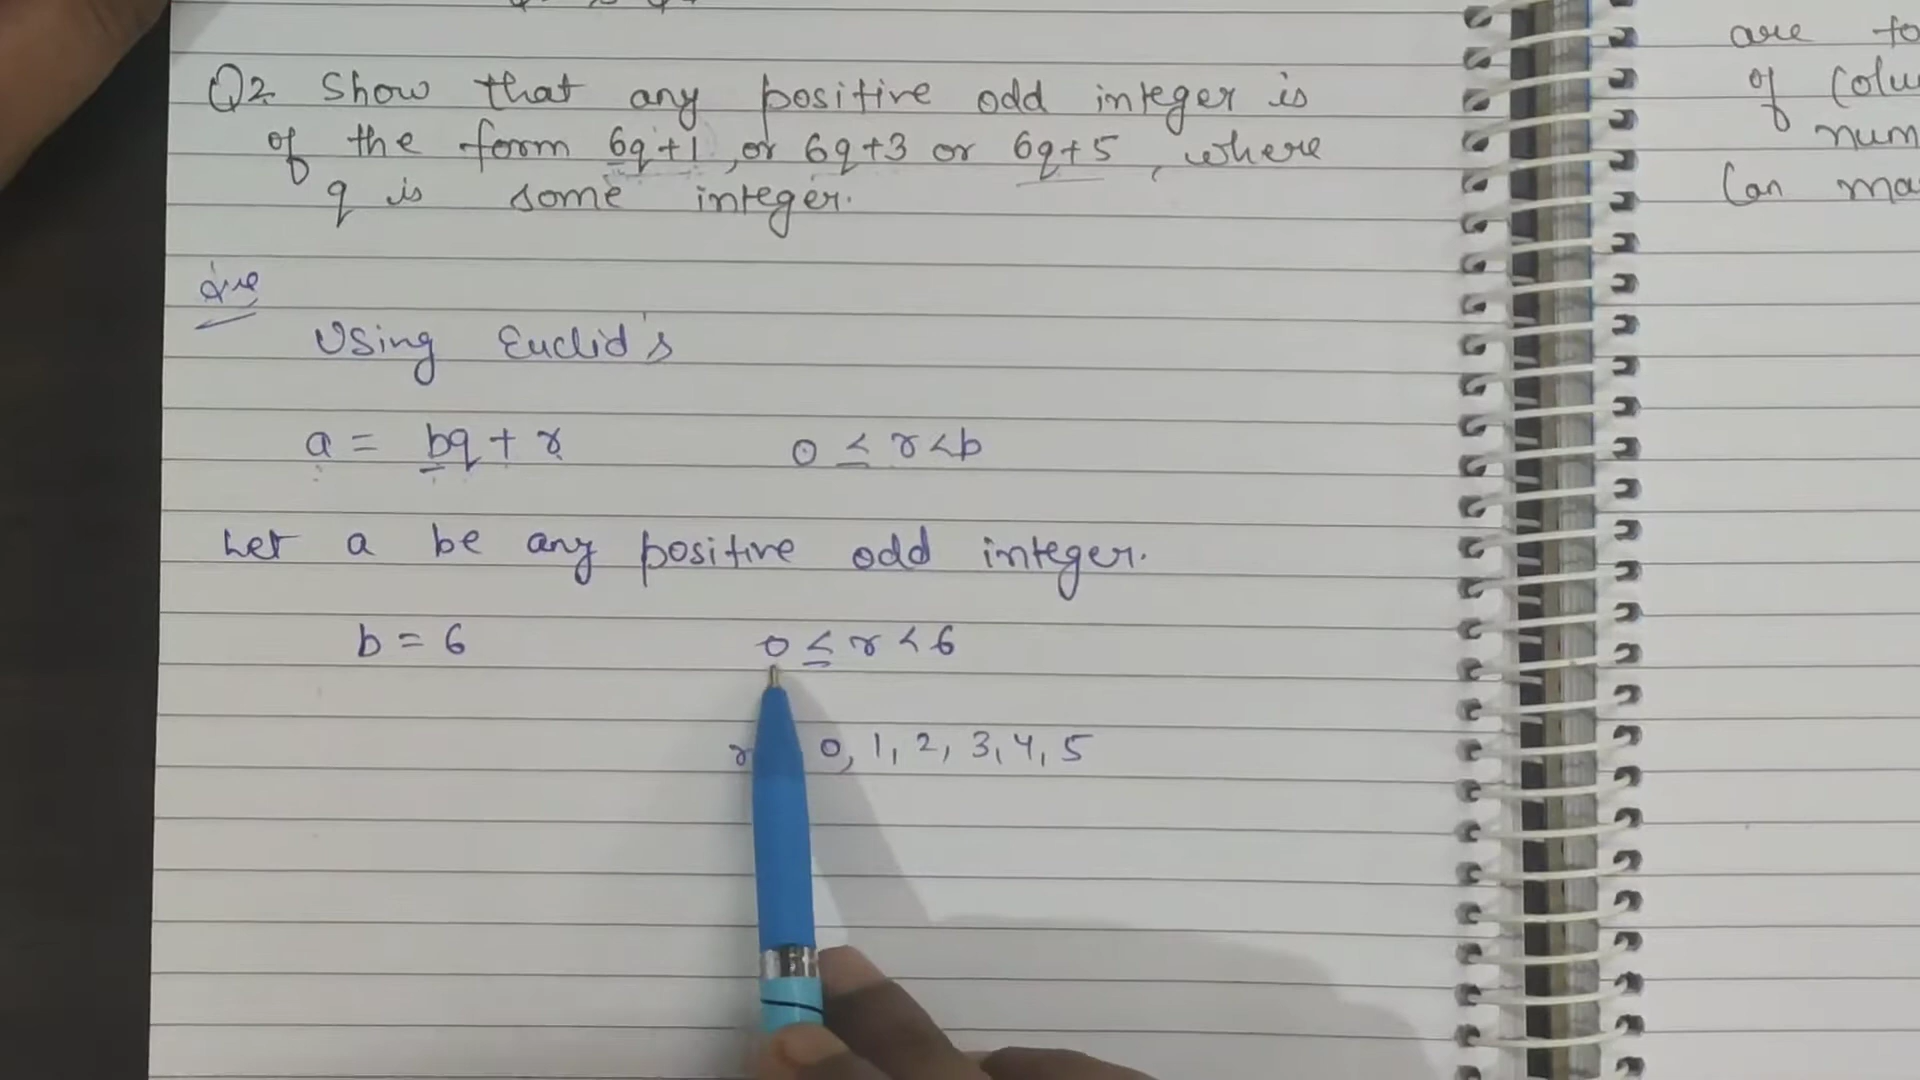 Q2 Show that any positive odd integer is
of the form 6q+1, or 6q+3 or 6q+5, where
q is some integer.
Using Euclid's
a = bq + r 0 ≤ r < b
Let a be any positive odd integer.
b = 6 0 ≤ r < 6
r 0, 1, 2, 3, 4, 5
are
of
Can